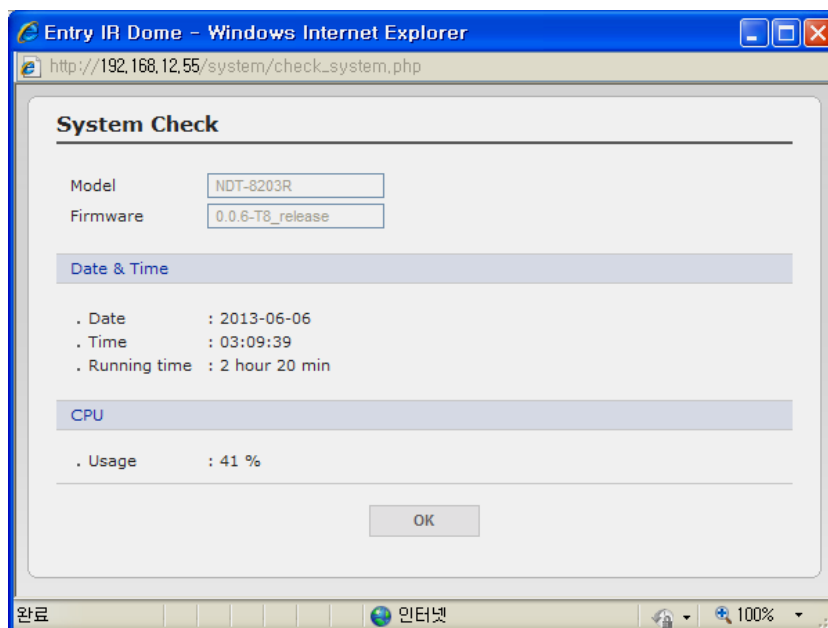 Entry IR Dome - Windows Internet Explorer
http://192.168.12.55/system/check_system.php
System Check
Model NDT-8203R
Firmware 0.0.6-T8_release
Date & Time
. Date : 2013-06-06
. Time : 03:09:39
. Running time : 2 hour 20 min
CPU
. Usage : 41 %
OK
완료 인터넷 100%